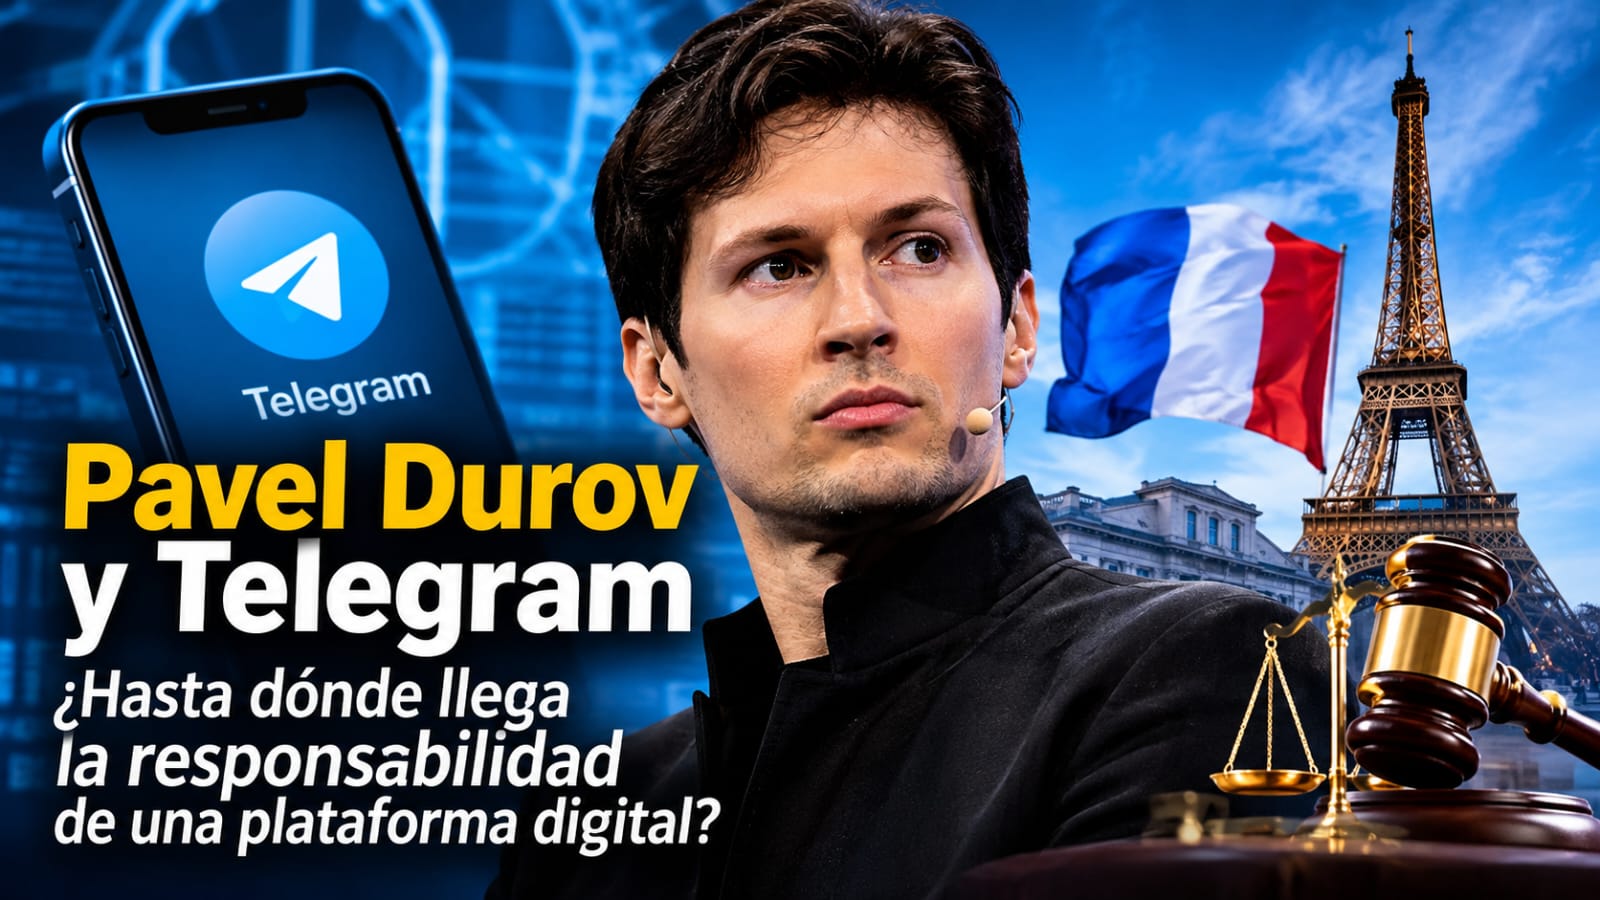 Telegram
Pavel Durov
y Telegram
¿Hasta dónde llega
la responsabilidad
de una plataforma digital?